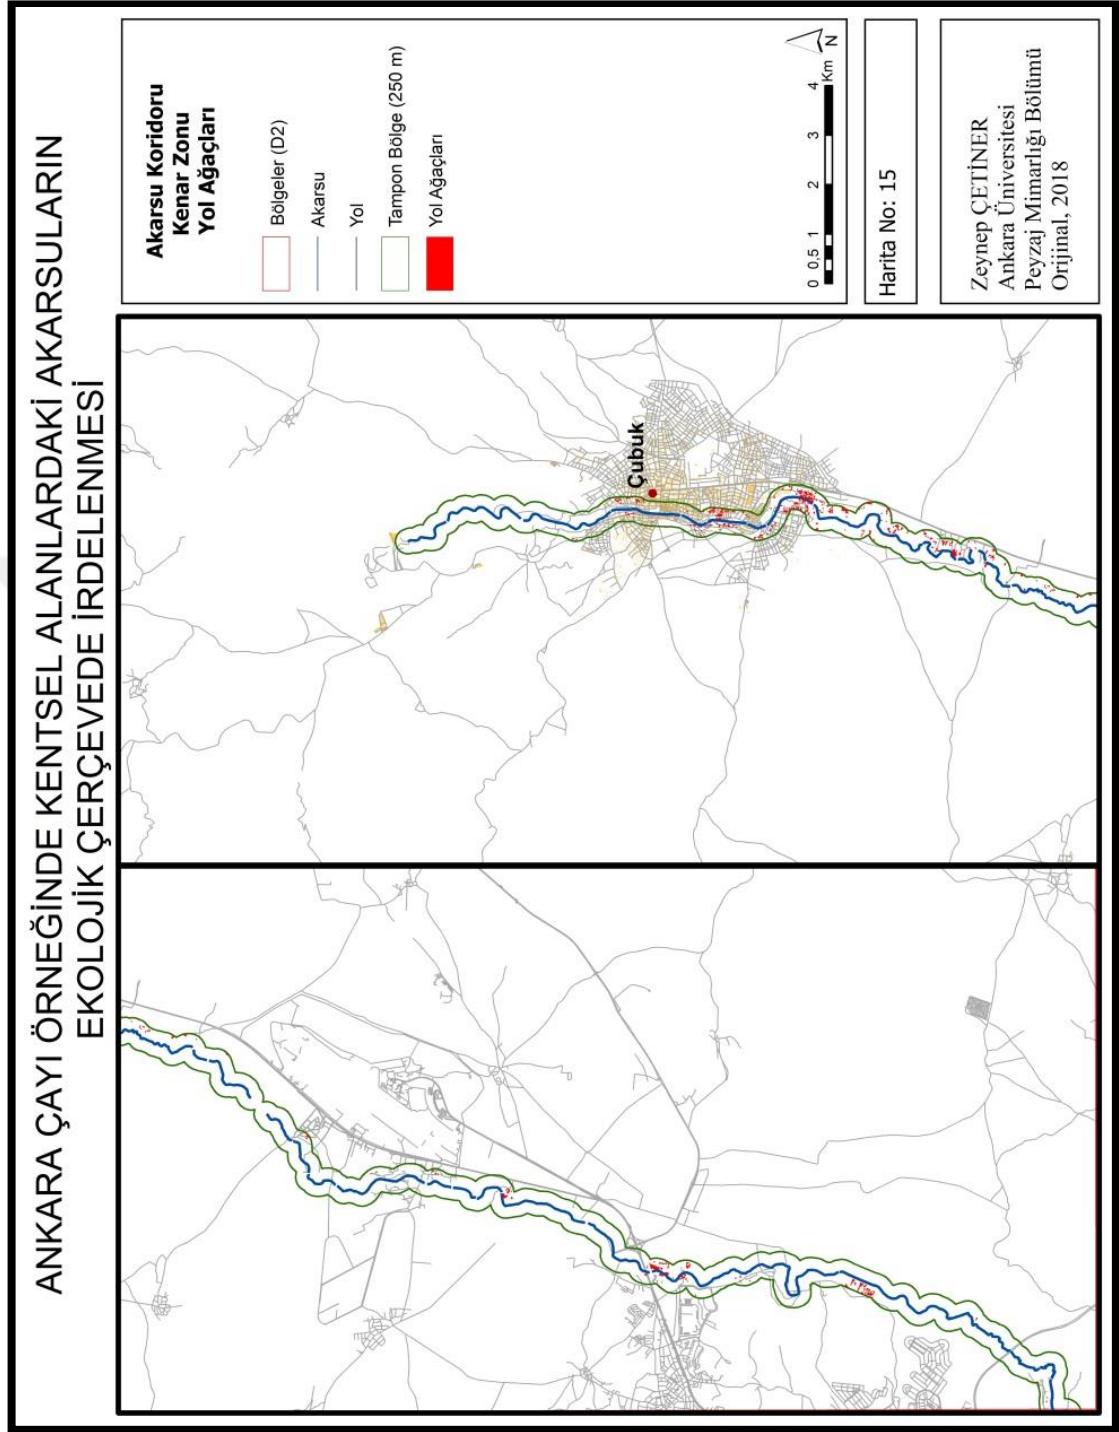 ANKARA ÇAYI ÖRNEĞİNDE KENTSEL ALANLARDAKİ AKARSULARIN
EKOLOJİK ÇERÇEVEDE İRDELENMESİ
Çubuk
Akarsu Koridoru
Kenar Zonu
Yol Ağaçları
Bölgeler (D2)
Akarsu
Yol
Tampon Bölge (250 m)
Yol Ağaçları
0 0,5 1 2 3 4
Km
N
Harita No: 15
Zeynep ÇETİNER
Ankara Üniversitesi
Peyzaj Mimarlığı Bölümü
Orijinal, 2018